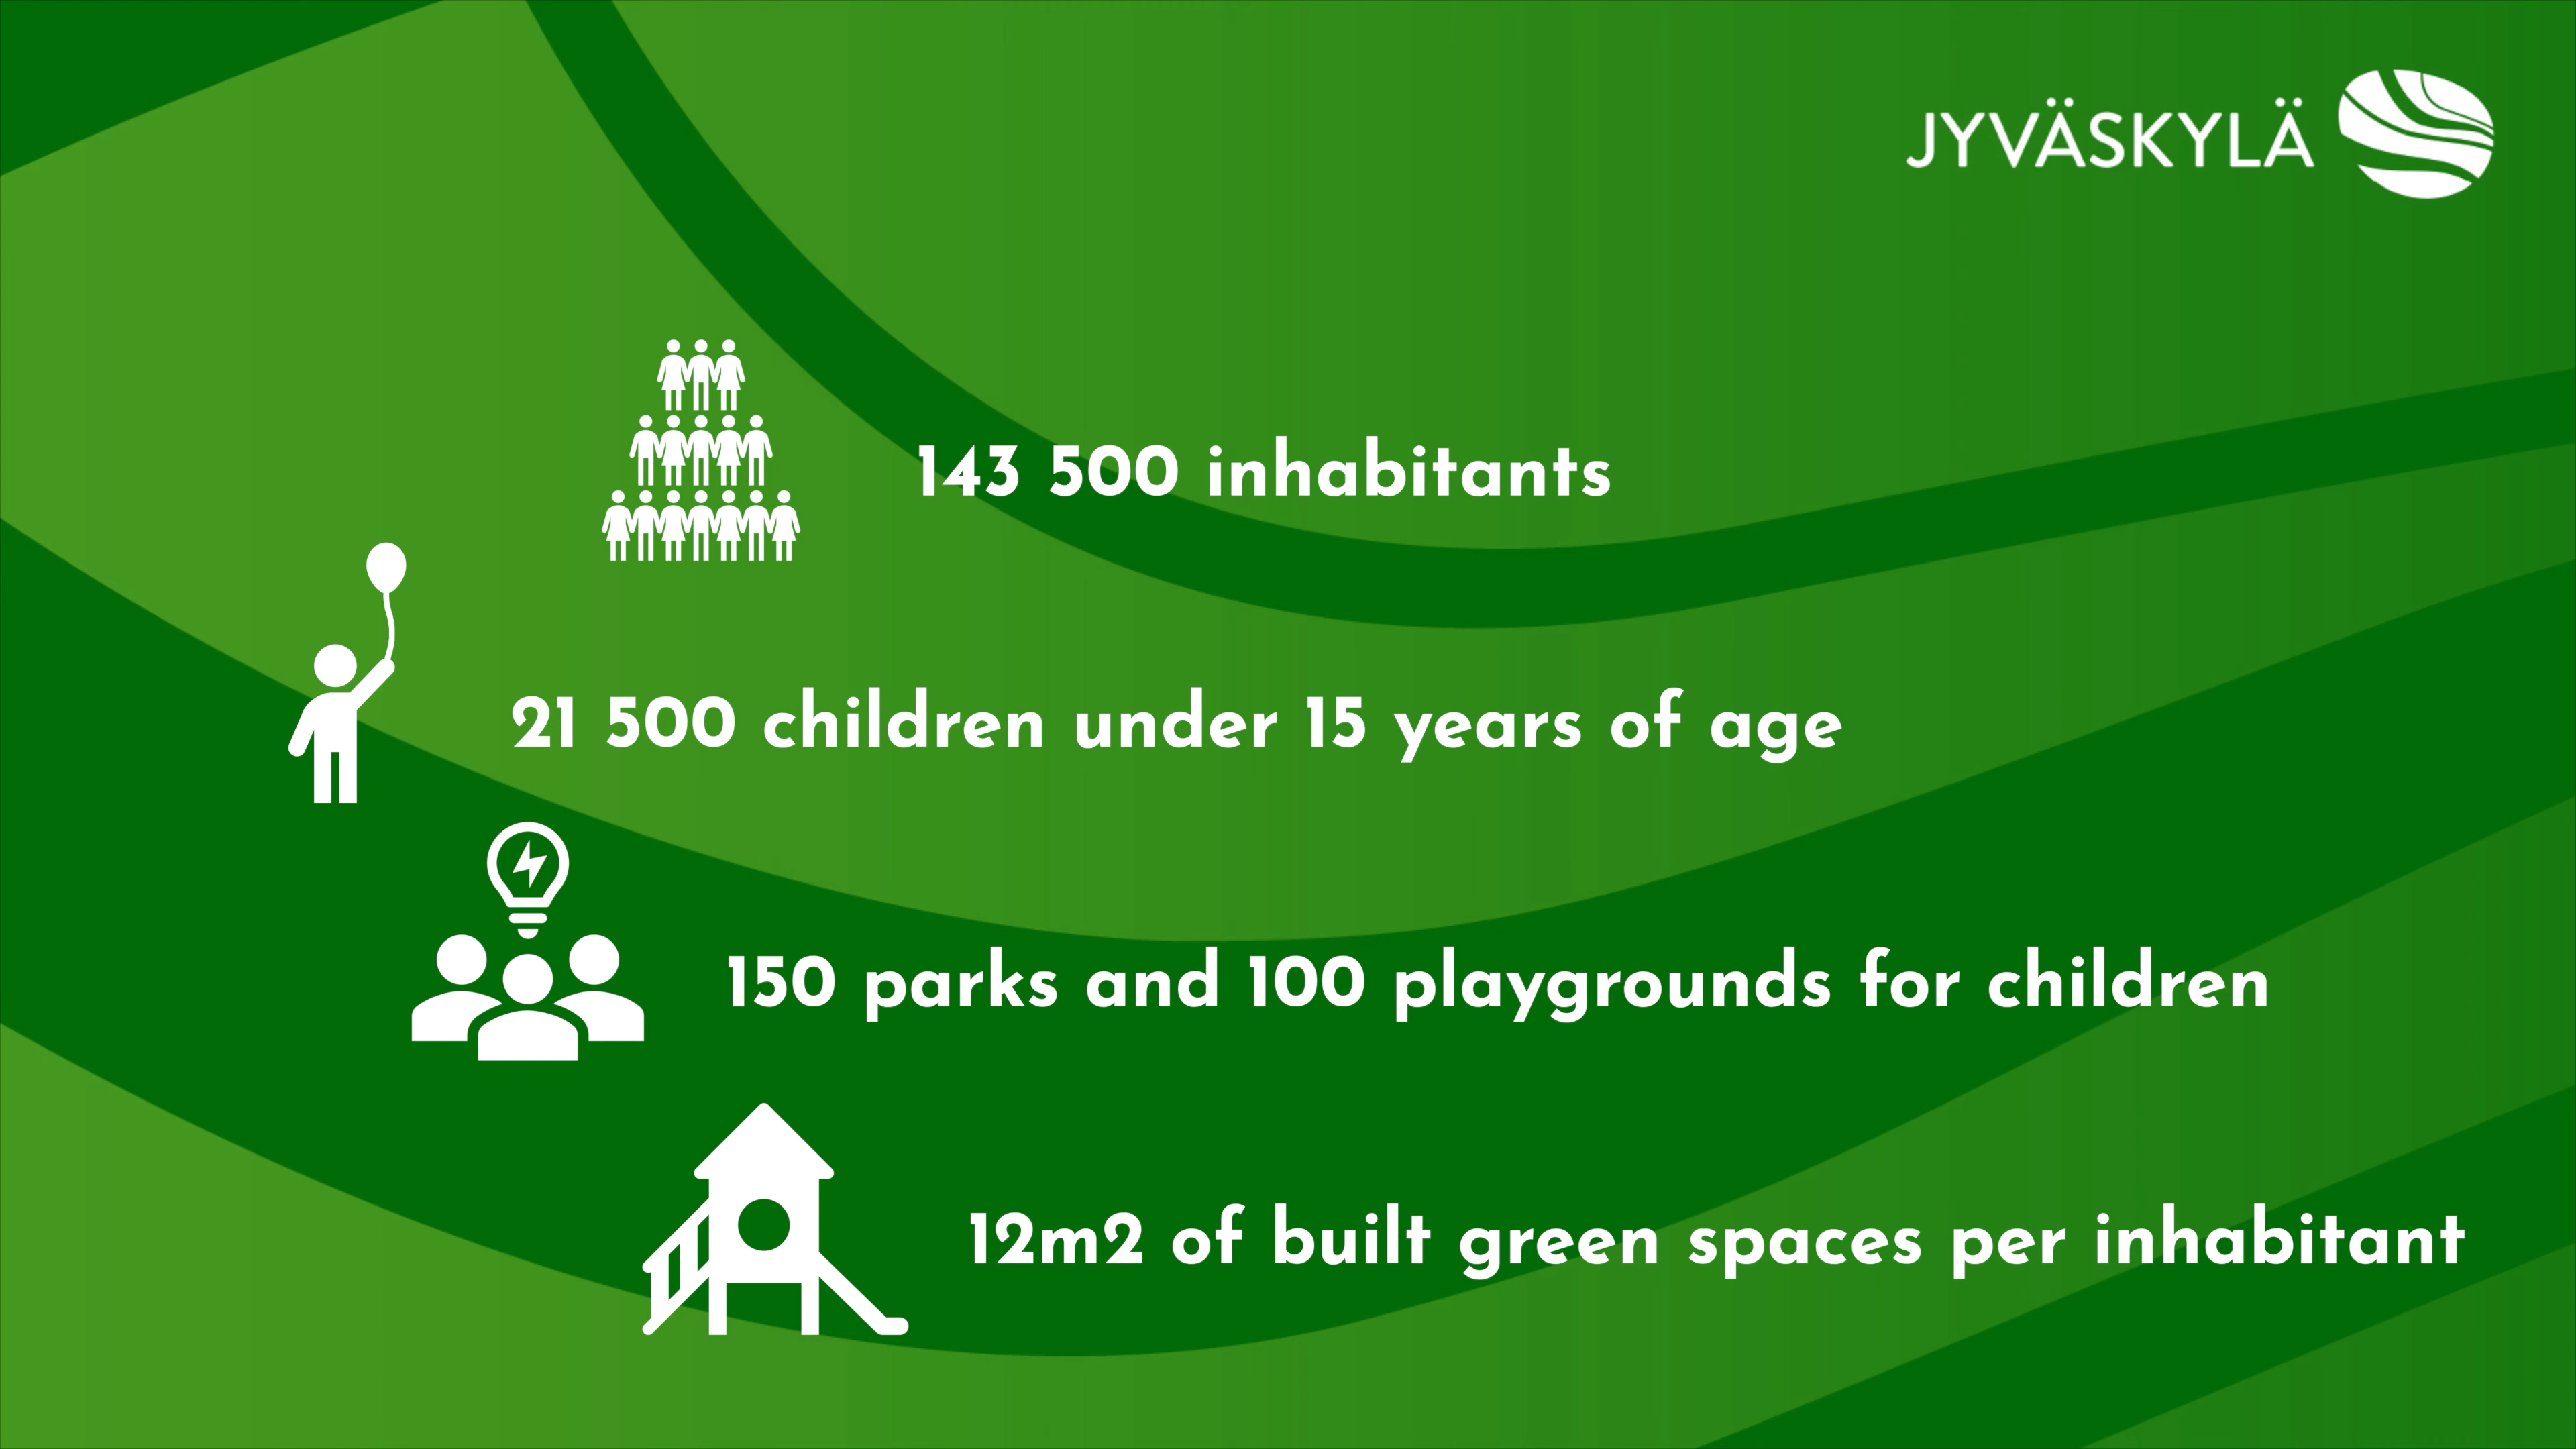 JYVÄSKYLÄ
143 500 inhabitants
21 500 children under 15 years of age
150 parks and 100 playgrounds for children
12m2 of built green spaces per inhabitant